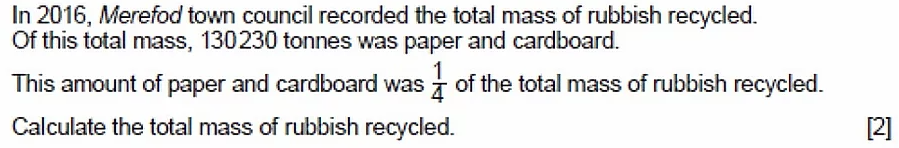 In 2016, Merefod town council recorded the total mass of rubbish recycled.
Of this total mass, 130230 tonnes was paper and cardboard.
This amount of paper and cardboard was 1/4 of the total mass of rubbish recycled.
Calculate the total mass of rubbish recycled. [2]